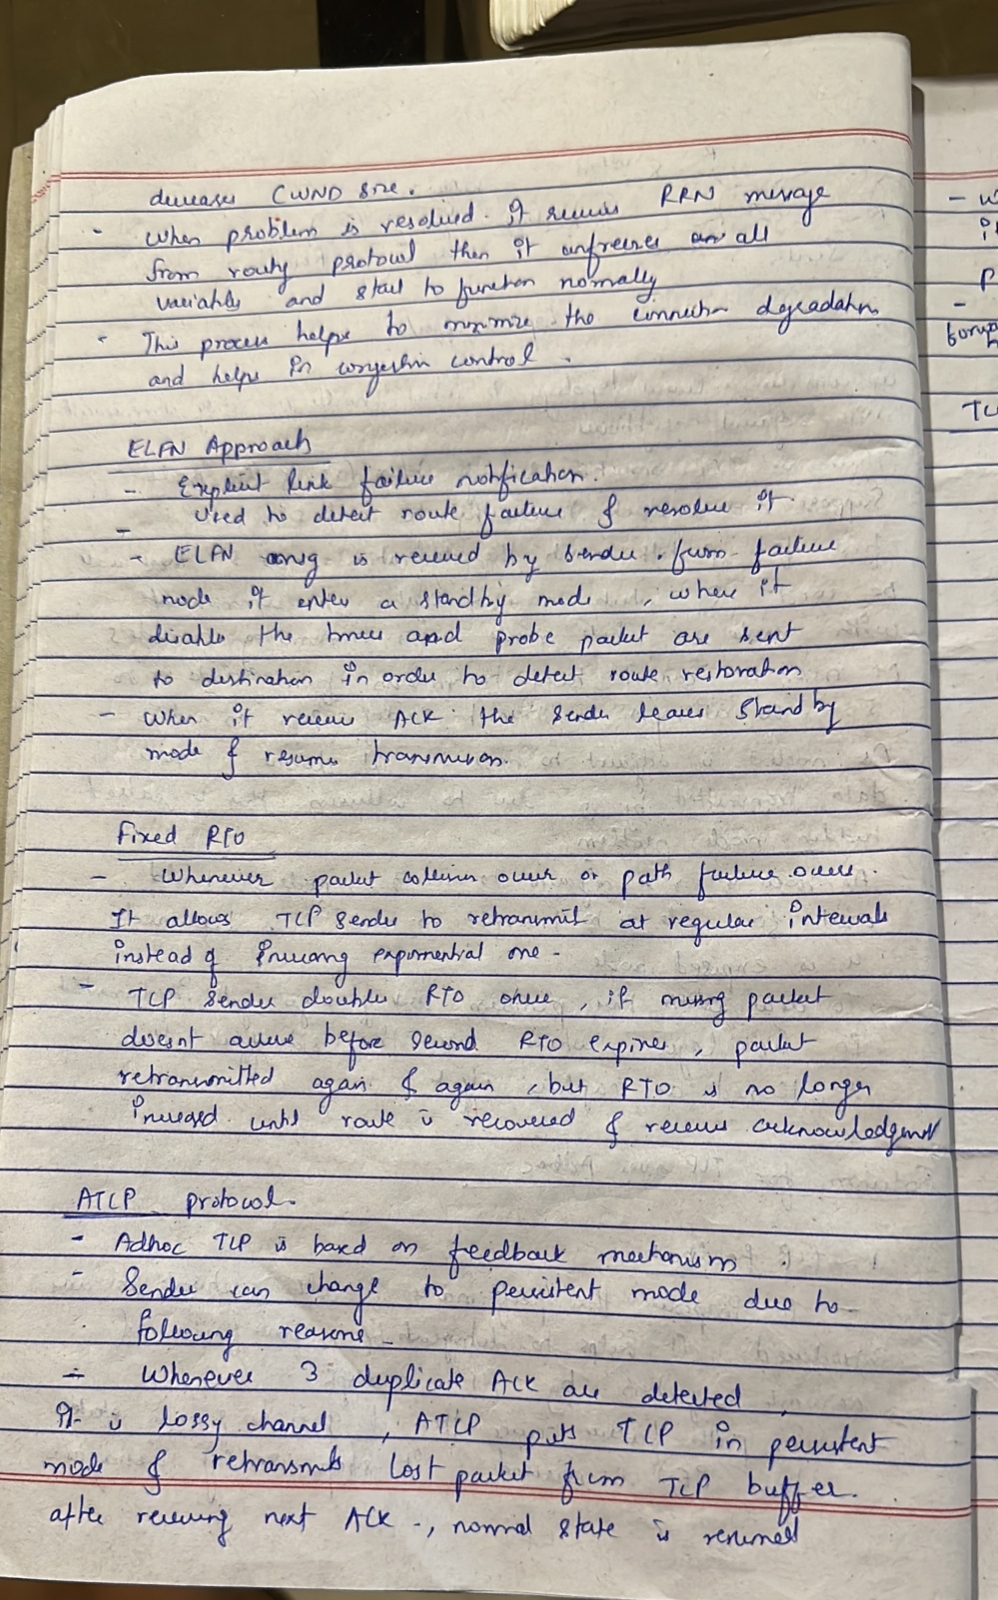 decreases CWND size.
- When problem is resolved. it receives RRN message
from routing protocol then it unfreezes all
variables and start to function normally
- This process helps to minimize the connection degradation
and helps in congestion control.
ELFN Approach
- Explicit link failure notification.
- Used to detect route failure & resolve it
- ELFN msg is received by sender from failure
node it enter a standby mode, where it
disable the timer and probe packet are sent
to destination in order to detect route restoration
- When it receive ACK the sender leaves standby
mode & resumes transmission.
Fixed RTO
- Whenever packet collision occur or path failure occurs.
It allows TCP sender to retransmit at regular intervals
instead of increasing exponential one -
- TCP sender doubles RTO once, if missing packet
doesnt arrive before second RTO expires, packet
retransmitted again & again, but RTO is no longer
increased until route is recovered & receives acknowledgment
ATCP protocol.
- Adhoc TCP is based on feedback mechanism.
- Sender can change to persistent mode due to
following reasons -
- Whenever 3 duplicate ACK are detected,
It is lossy channel, ATCP puts TCP in persistent
mode & retransmits lost packet from TCP buffer.
after receiving next ACK -, normal state is resumed
- w
it
p
-
TC